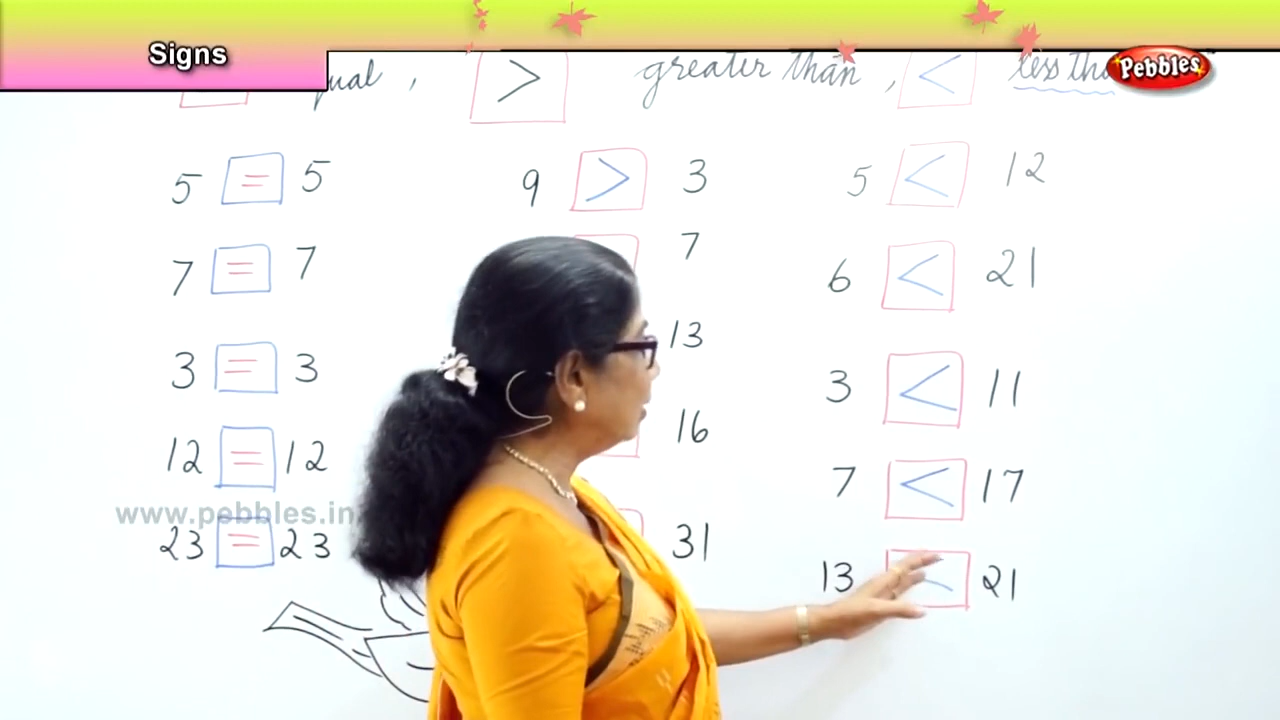 Signs
Pebbles
> greater than , < less
5 = 5 9 > 3 5 < 12
7 = 7 7 6 < 21
3 = 3 13 3 < 11
12 = 12 16 7 < 17
www.pebbles.in
23 = 23 31 13 < 21